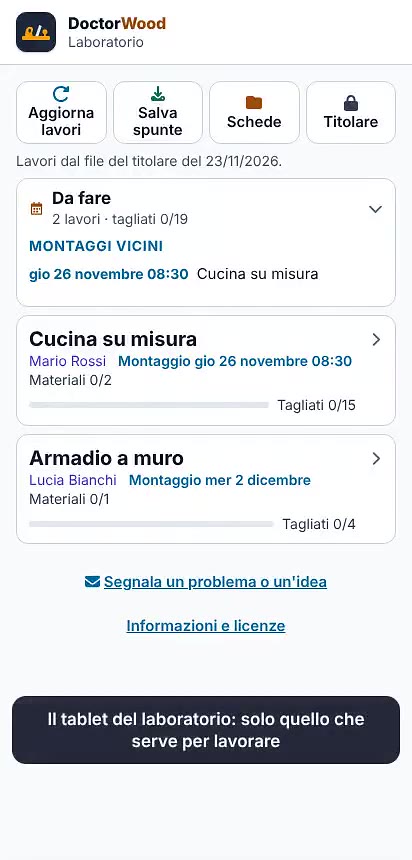 DoctorWood
Laboratorio
Aggiorna
lavori
Salva
spunte
Schede
Titolare
Lavori dal file del titolare del 23/11/2026.
Da fare
2 lavori · tagliati 0/19
MONTAGGI VICINI
gio 26 novembre 08:30 Cucina su misura
Cucina su misura
Mario Rossi Montaggio gio 26 novembre 08:30
Materiali 0/2
Tagliati 0/15
Armadio a muro
Lucia Bianchi Montaggio mer 2 dicembre
Materiali 0/1
Tagliati 0/4
Segnala un problema o un'idea
Informazioni e licenze
Il tablet del laboratorio: solo quello che
serve per lavorare